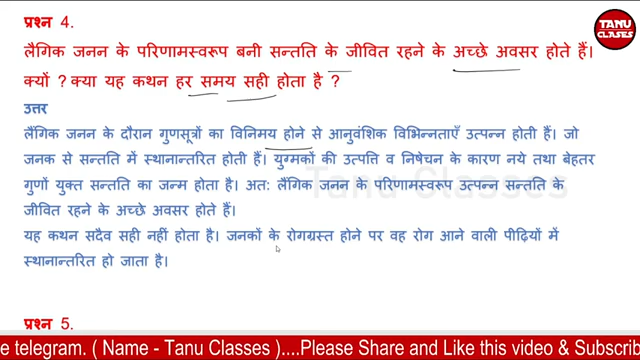 प्रश्न 4.
TANU
CLASSES
लैंगिक जनन के परिणामस्वरूप बनी सन्तति के जीवित रहने के अच्छे अवसर होते हैं।
क्यों ? क्या यह कथन हर समय सही होता है ?
उत्तर
लैंगिक जनन के दौरान गुणसूत्रों का विनिमय होने से आनुवंशिक विभिन्नताएँ उत्पन्न होती हैं। जो
जनक से सन्तति में स्थानान्तरित होती हैं। युग्मकों की उत्पत्ति व निषेचन के कारण नये तथा बेहतर
गुणों युक्त सन्तति का जन्म होता है। अत: लैंगिक जनन के परिणामस्वरूप उत्पन्न सन्तति के
Tanu Classes
जीवित रहने के अच्छे अवसर होते हैं।
यह कथन सदैव सही नहीं होता है। जनकों के रोगग्रस्त होने पर वह रोग आने वाली पीढ़ियों में
स्थानान्तरित हो जाता है।
प्रश्न 5.
e telegram. ( Name - Tanu Classes )....Please Share and Like this video & Subscrib